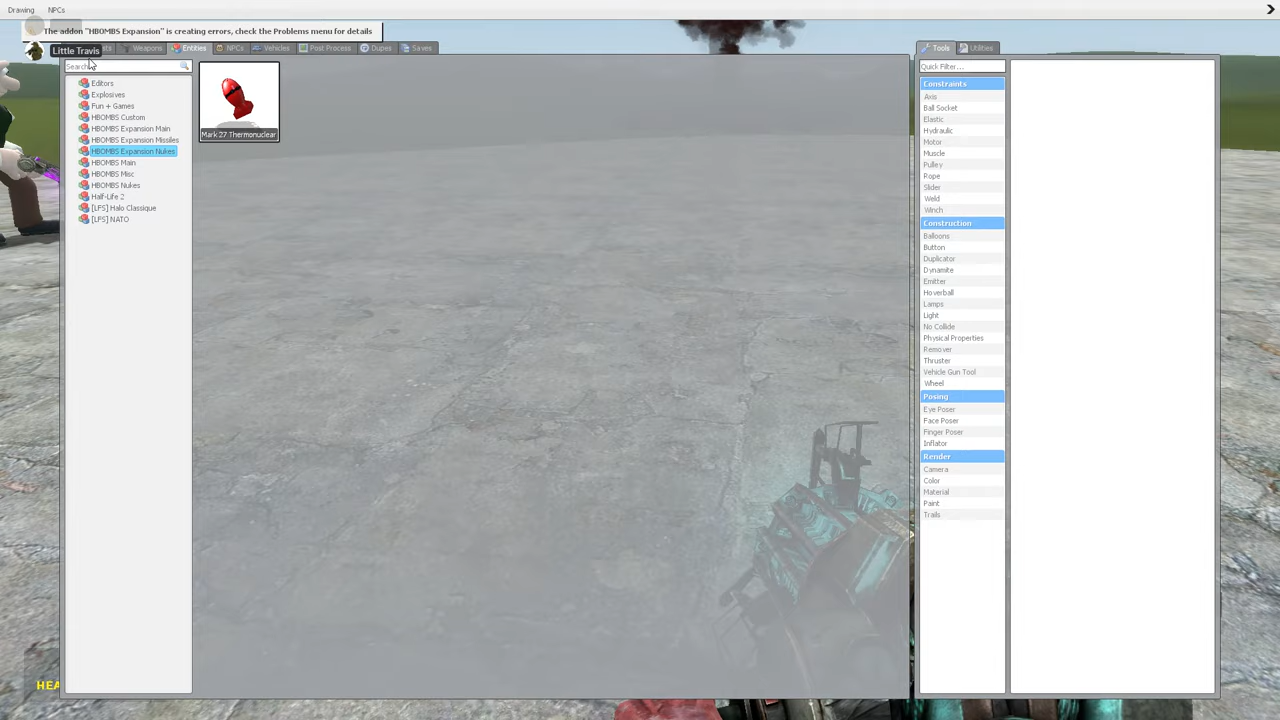 Drawing NPCs
The addon "HBOMBS Expansion" is creating errors, check the Problems menu for details
Little Travis
Weapons Entities NPCs Vehicles Post Process Dupes Saves
Search...
Editors
Explosives
Fun + Games
HBOMBS Custom
HBOMBS Expansion Main
HBOMBS Expansion Missiles
HBOMBS Expansion Nukes
HBOMBS Main
HBOMBS Misc
HBOMBS Nukes
Half-Life 2
[LFS] Halo Classique
[LFS] NATO
Mark 27 Thermonuclear
HEA
Tools Utilities
Quick Filter...
Constraints
Axis
Ball Socket
Elastic
Hydraulic
Motor
Muscle
Pulley
Rope
Slider
Weld
Winch
Construction
Balloons
Button
Duplicator
Dynamite
Emitter
Hoverball
Lamps
Light
No Collide
Physical Properties
Remover
Thruster
Vehicle Gun Tool
Wheel
Posing
Eye Poser
Face Poser
Finger Poser
Inflator
Render
Camera
Color
Material
Paint
Trails